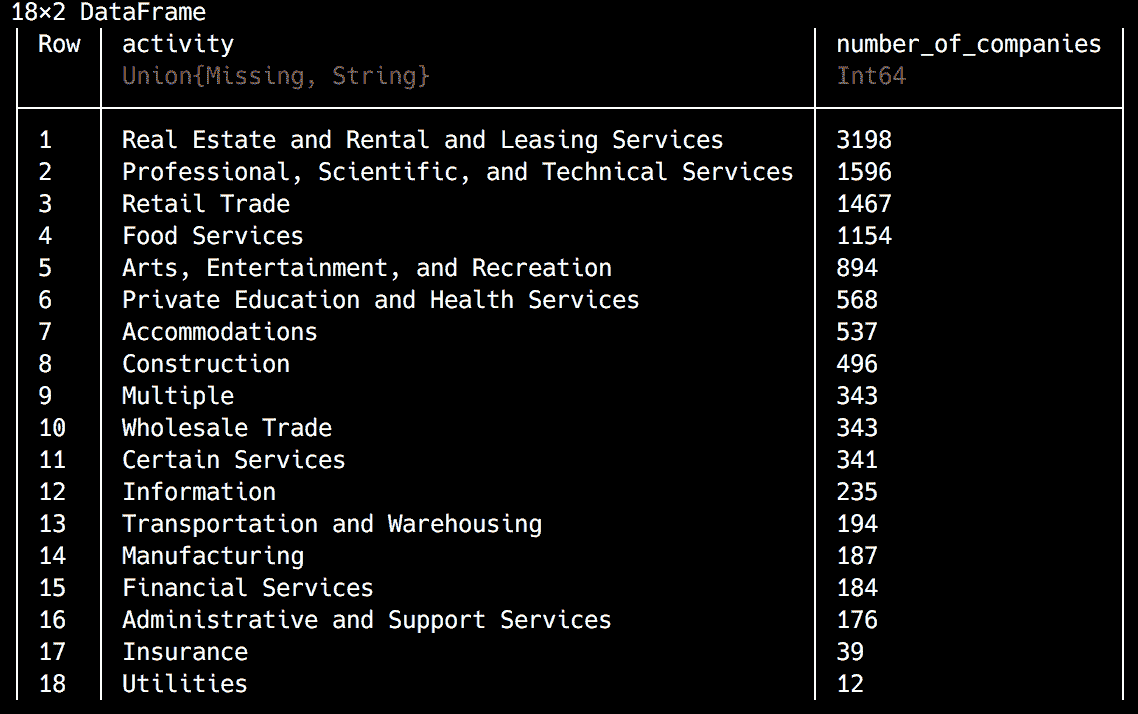 18×2 DataFrame
Row activity number_of_companies
Union{Missing, String} Int64
1 Real Estate and Rental and Leasing Services 3198
2 Professional, Scientific, and Technical Services 1596
3 Retail Trade 1467
4 Food Services 1154
5 Arts, Entertainment, and Recreation 894
6 Private Education and Health Services 568
7 Accommodations 537
8 Construction 496
9 Multiple 343
10 Wholesale Trade 343
11 Certain Services 341
12 Information 235
13 Transportation and Warehousing 194
14 Manufacturing 187
15 Financial Services 184
16 Administrative and Support Services 176
17 Insurance 39
18 Utilities 12